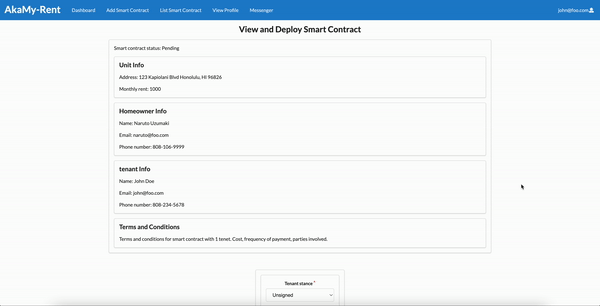 AkaMy-Rent Dashboard Add Smart Contract List Smart Contract View Profile Messenger john@foo.com
View and Deploy Smart Contract
Smart contract status: Pending
Unit Info
Address: 123 Kapiolani Blvd Honolulu, HI 96826
Monthly rent: 1000
Homeowner Info
Name: Naruto Uzumaki
Email: naruto@foo.com
Phone number: 808-106-9999
tenant Info
Name: John Doe
Email: john@foo.com
Phone number: 808-234-5678
Terms and Conditions
Terms and conditions for smart contract with 1 tenet. Cost, frequency of payment, parties involved.
Tenant stance *
Unsigned